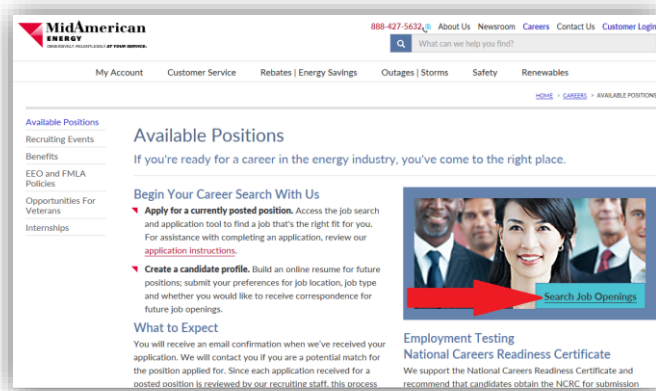 MidAmerican
ENERGY
OBSESSIVELY, RELENTLESSLY AT YOUR SERVICE.
888-427-5632 About Us Newsroom Careers Contact Us Customer Login
What can we help you find?
My Account Customer Service Rebates | Energy Savings Outages | Storms Safety Renewables
HOME > CAREERS > AVAILABLE POSITIONS
Available Positions
Recruiting Events
Benefits
EEO and FMLA
Policies
Opportunities For
Veterans
Internships
Available Positions
If you're ready for a career in the energy industry, you've come to the right place.
Begin Your Career Search With Us
Apply for a currently posted position. Access the job search
and application tool to find a job that's the right fit for you.
For assistance with completing an application, review our
application instructions.
Create a candidate profile. Build an online resume for future
positions; submit your preferences for job location, job type
and whether you would like to receive correspondence for
future job openings.
What to Expect
You will receive an email confirmation when we've received your
application. We will contact you if you are a potential match for
the position applied for. Since each application received for a
posted position is reviewed by our recruiting staff, this process
Search Job Openings
Employment Testing
National Careers Readiness Certificate
We support the National Careers Readiness Certificate and
recommend that candidates obtain the NCRC for submission